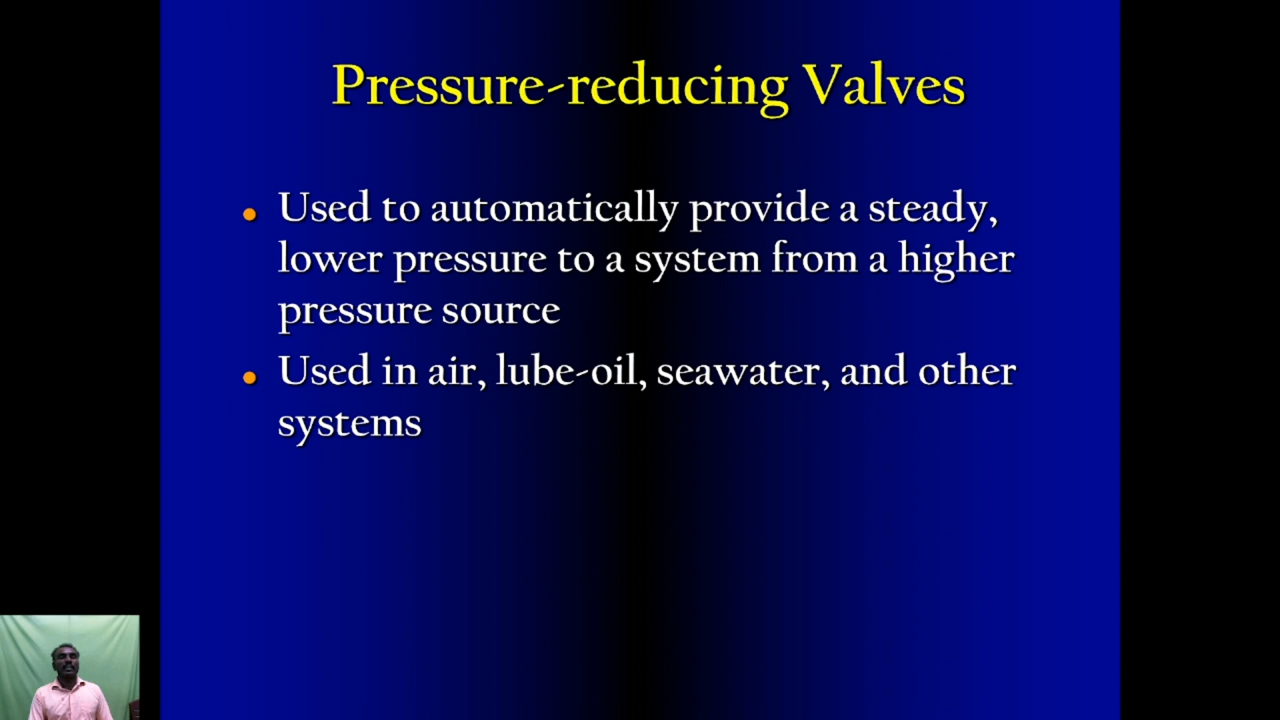 Pressure-reducing Valves
Used to automatically provide a steady,
lower pressure to a system from a higher
pressure source
Used in air, lube-oil, seawater, and other
systems